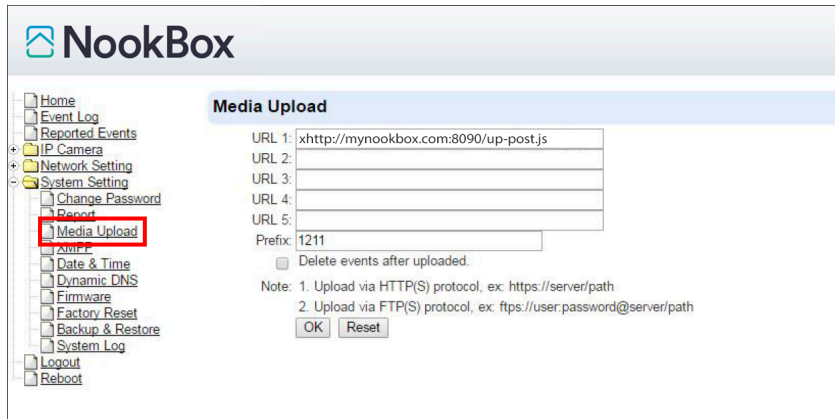 NookBox
Home
Event Log
Reported Events
IP Camera
Network Setting
System Setting
Change Password
Report
Media Upload
XMPP
Date & Time
Dynamic DNS
Firmware
Factory Reset
Backup & Restore
System Log
Logout
Reboot
Media Upload
URL 1: xhttp://mynookbox.com:8090/up-post.js
URL 2:
URL 3:
URL 4:
URL 5:
Prefix: 1211
Delete events after uploaded.
Note: 1. Upload via HTTP(S) protocol, ex: https://server/path
2. Upload via FTP(S) protocol, ex: ftps://user:password@server/path
OK Reset